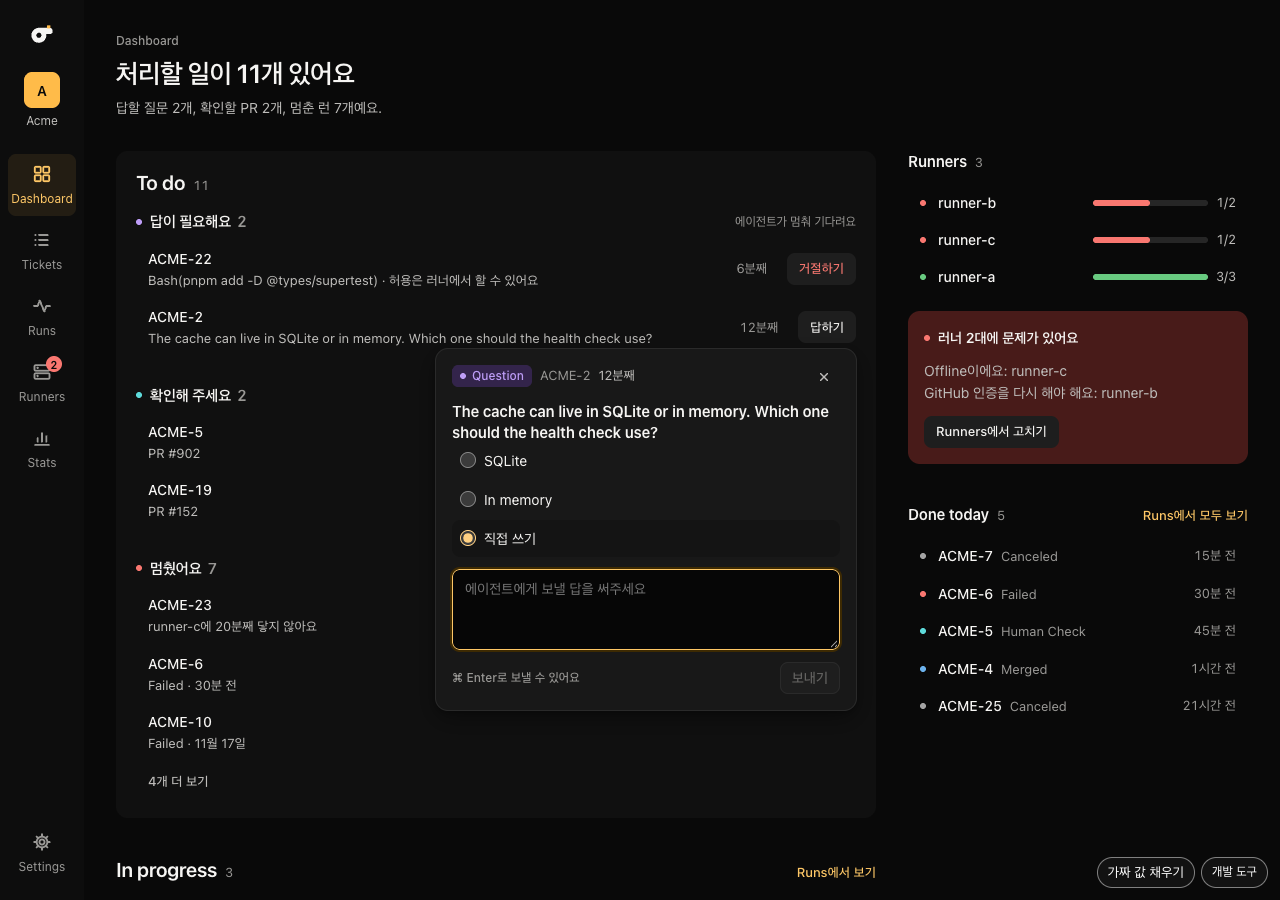 A
Acme
Dashboard
Tickets
Runs
2
Runners
Stats
Settings
Dashboard
처리할 일이 11개 있어요
답할 질문 2개, 확인할 PR 2개, 멈춘 런 7개예요.
To do 11
답이 필요해요 2
에이전트가 멈춰 기다려요
ACME-22
Bash(pnpm add -D @types/supertest) · 허용은 러너에서 할 수 있어요
6분째
거절하기
ACME-2
The cache can live in SQLite or in memory. Which one should the health check use?
12분째
답하기
확인해 주세요 2
ACME-5
PR #902
ACME-19
PR #152
멈췄어요 7
ACME-23
runner-c에 20분째 닿지 않아요
ACME-6
Failed · 30분 전
ACME-10
Failed · 11월 17일
4개 더 보기
Question ACME-2 12분째
The cache can live in SQLite or in memory. Which one
should the health check use?
SQLite
In memory
직접 쓰기
에이전트에게 보낼 답을 써주세요
⌘ Enter로 보낼 수 있어요
보내기
In progress 3
Runs에서 보기
Runners 3
runner-b 1/2
runner-c 1/2
runner-a 3/3
러너 2대에 문제가 있어요
Offline이에요: runner-c
GitHub 인증을 다시 해야 해요: runner-b
Runners에서 고치기
Done today 5
Runs에서 모두 보기
ACME-7 Canceled 15분 전
ACME-6 Failed 30분 전
ACME-5 Human Check 45분 전
ACME-4 Merged 1시간 전
ACME-25 Canceled 21시간 전
가짜 값 채우기
개발 도구